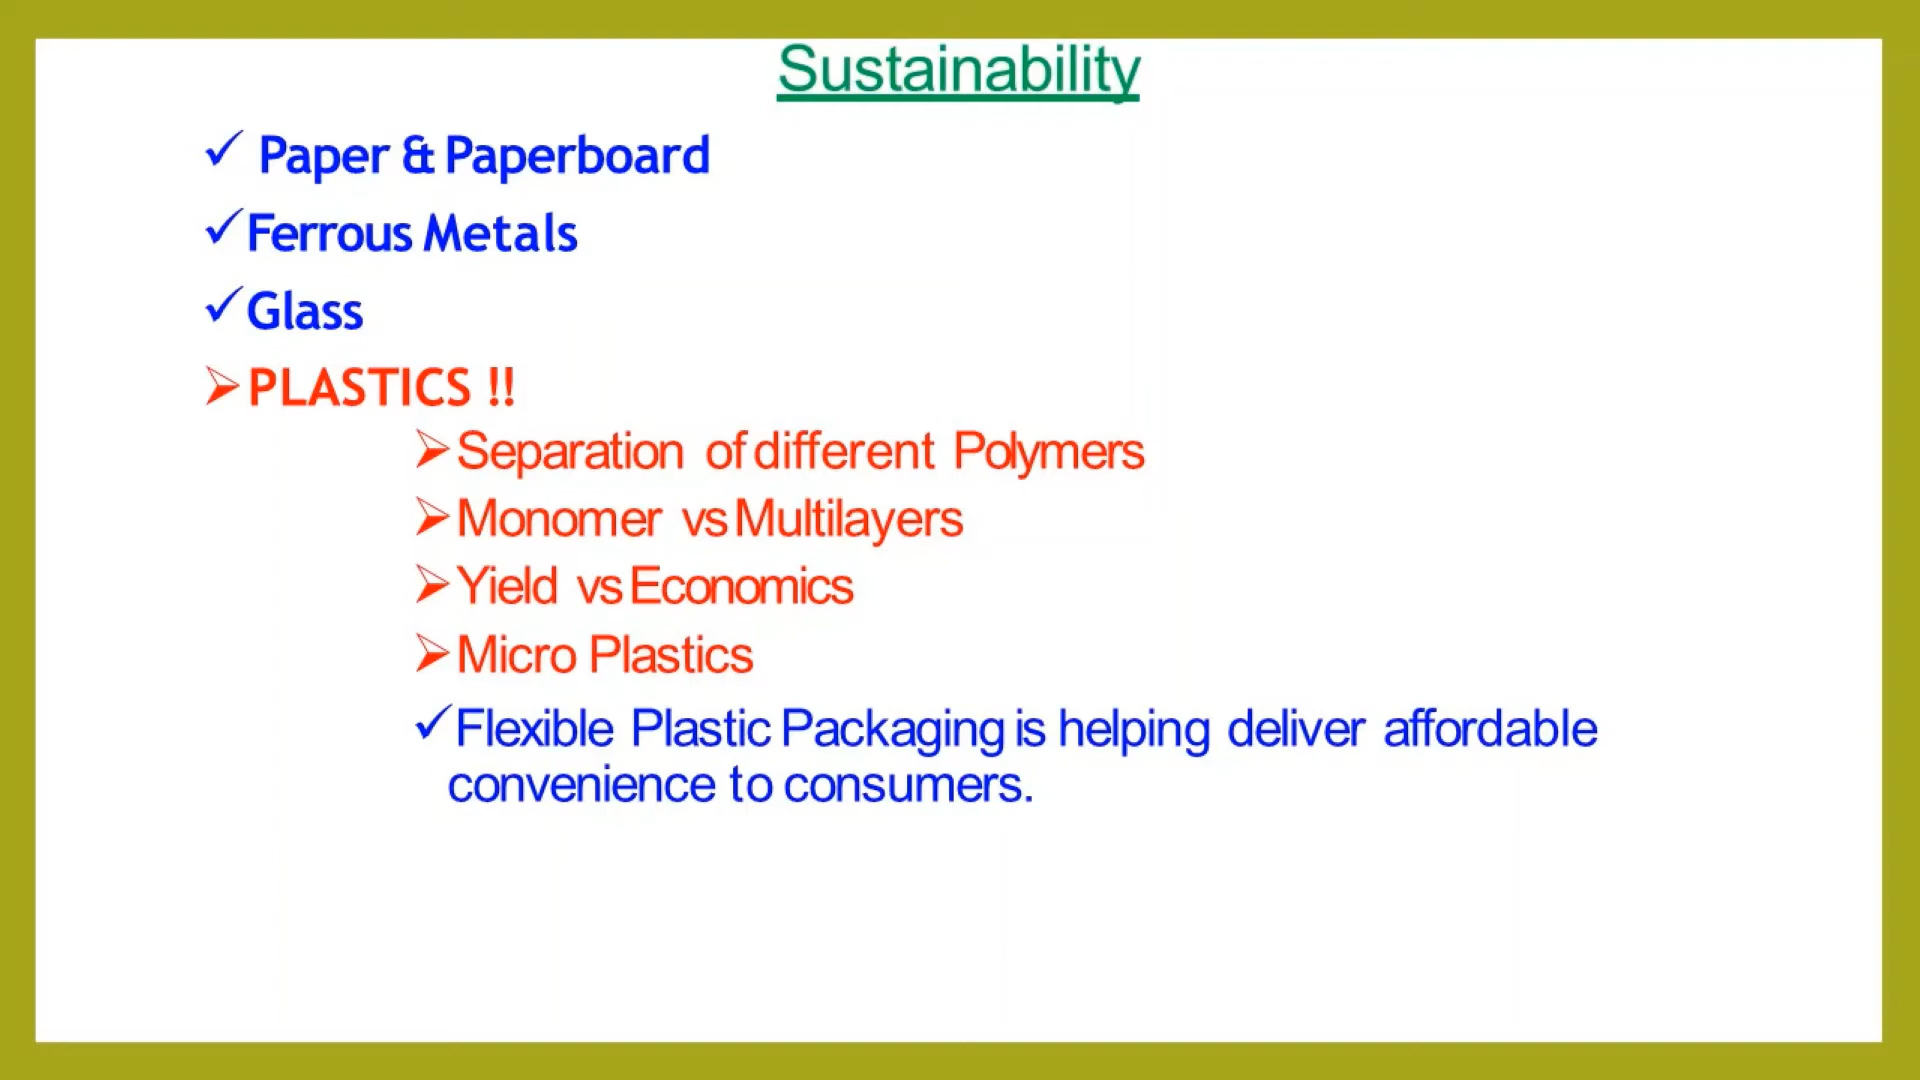 Sustainability
✓ Paper & Paperboard
✓Ferrous Metals
✓Glass
➢PLASTICS !!
➢Separation of different Polymers
➢Monomer vs Multilayers
➢Yield vs Economics
➢Micro Plastics
✓Flexible Plastic Packaging is helping deliver affordable
convenience to consumers.